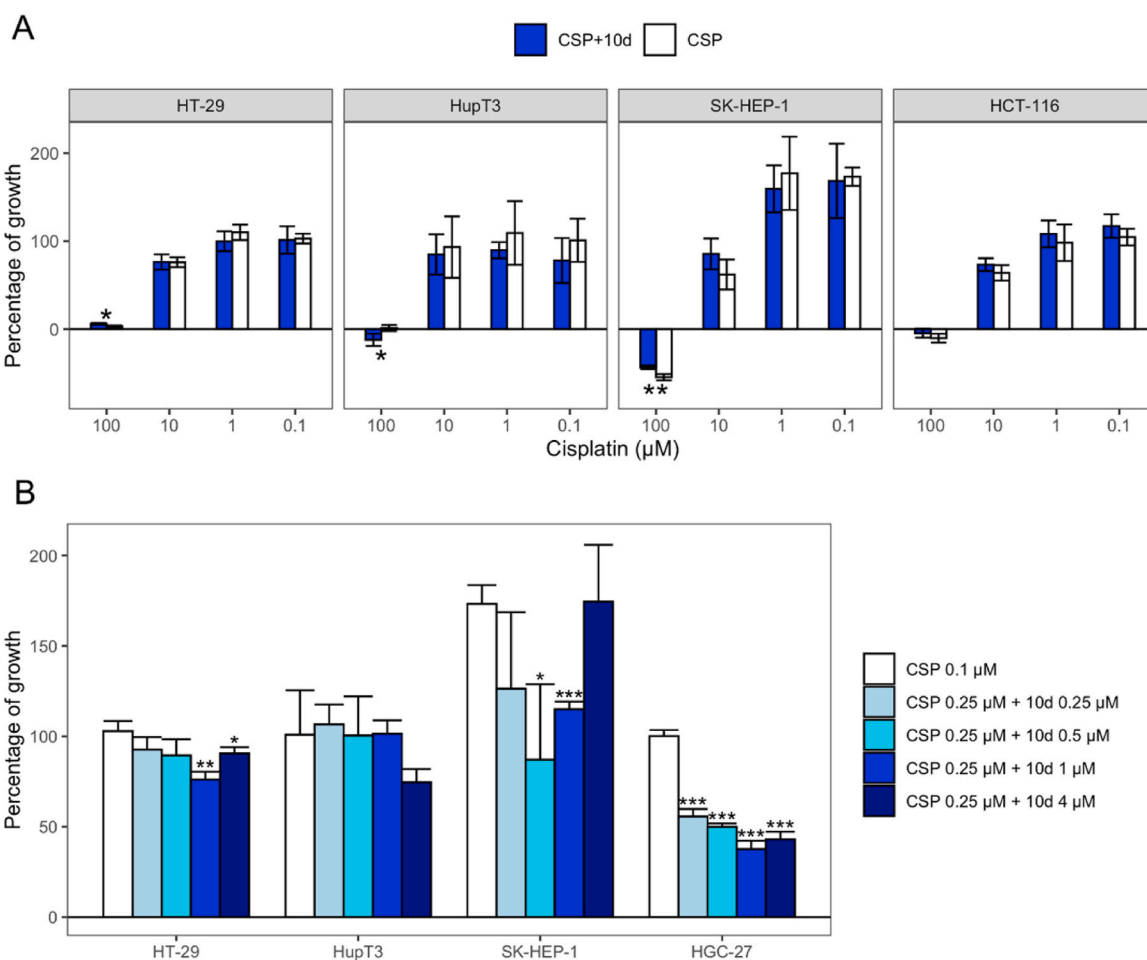 A
CSP+10d CSP
HT-29 HupT3 SK-HEP-1 HCT-116
Percentage of growth
200
100
0
* * ** 
100 10 1 0.1 100 10 1 0.1 100 10 1 0.1 100 10 1 0.1
Cisplatin (µM)
B
Percentage of growth
200
150
100
50
0
** * * *** *** *** *** ***
HT-29 HupT3 SK-HEP-1 HGC-27
CSP 0.1 µM
CSP 0.25 µM + 10d 0.25 µM
CSP 0.25 µM + 10d 0.5 µM
CSP 0.25 µM + 10d 1 µM
CSP 0.25 µM + 10d 4 µM